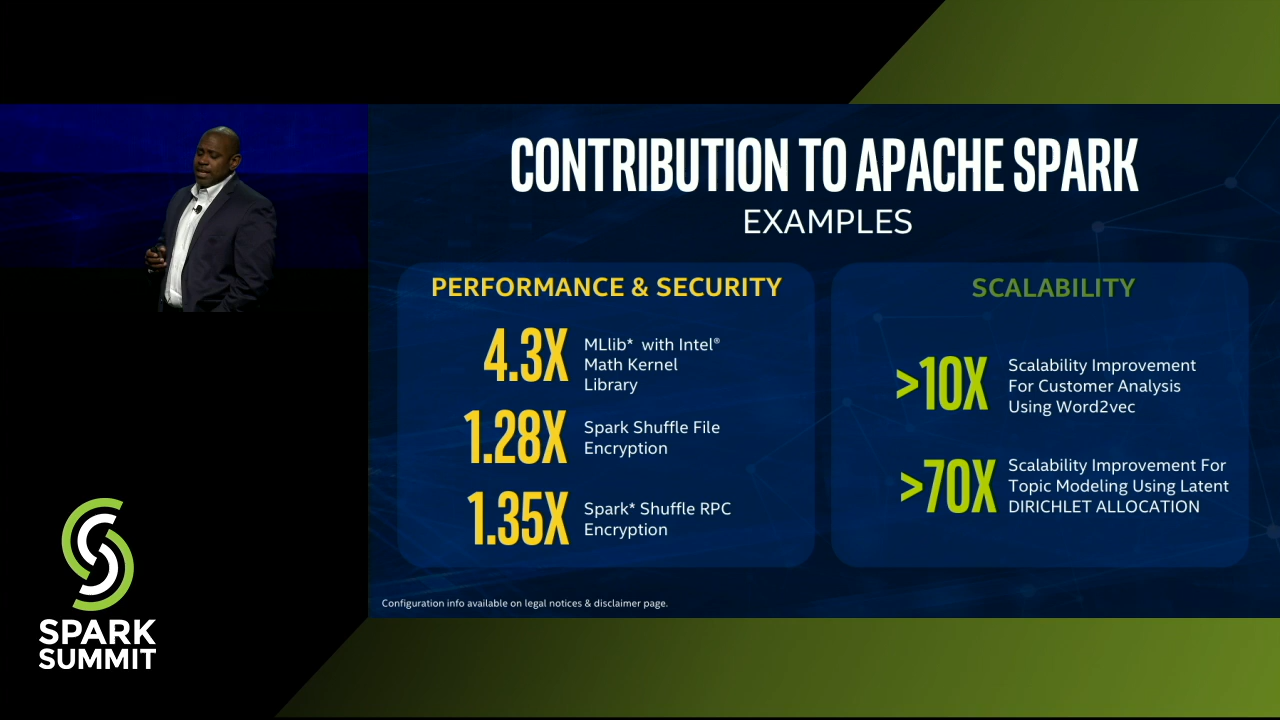 CONTRIBUTION TO APACHE SPARK
EXAMPLES
PERFORMANCE & SECURITY
4.3X
MLlib* with Intel®
Math Kernel
Library
1.28X
Spark Shuffle File
Encryption
1.35X
Spark* Shuffle RPC
Encryption
SCALABILITY
>10X
Scalability Improvement
For Customer Analysis
Using Word2vec
>70X
Scalability Improvement For
Topic Modeling Using Latent
DIRICHLET ALLOCATION
Configuration info available on legal notices & disclaimer page.
SPARK
SUMMIT